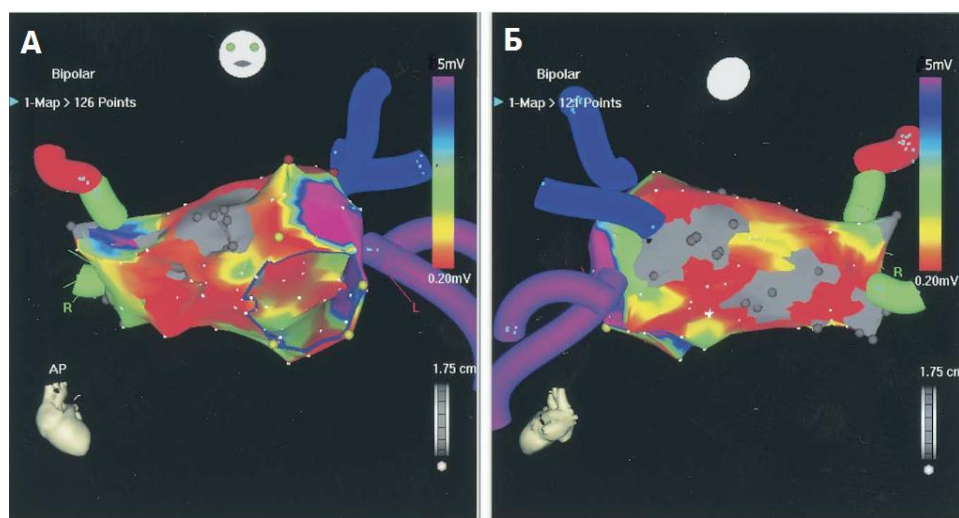 А
Bipolar
1-Map > 126 Points
5mV
0.20mV
R
L
AP
1.75 cm
Б
Bipolar
1-Map > 121 Points
5mV
0.20mV
R
1.75 cm